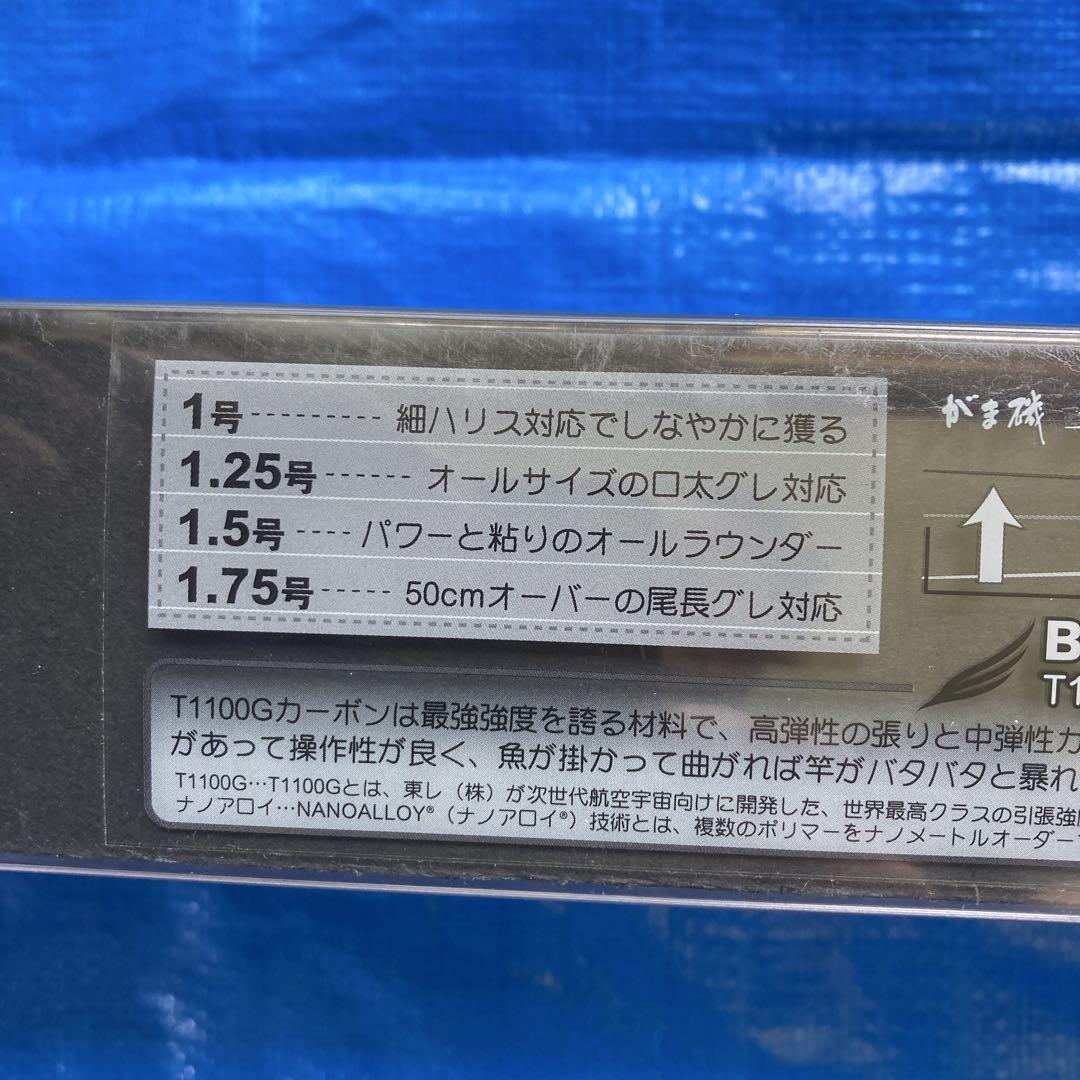 1号--------- 細ハリス対応でしなやかに獲る
1.25号------ オールサイズの口太グレ対応
1.5号---- パワーと粘りのオールラウンダー
1.75号----- 50cmオーバーの尾長グレ対応
がま磯
B
T1
T1100Gカーボンは最強強度を誇る材料で、高弾性の張りと中弾性カ
があって操作性が良く、魚が掛かって曲がれば竿がバタバタと暴れ
T1100G…T1100Gとは、東レ（株）が次世代航空宇宙向けに開発した、世界最高クラスの引張強
ナノアロイ…NANOALLOY®（ナノアロイ®）技術とは、複数のポリマーをナノメートルオーダー